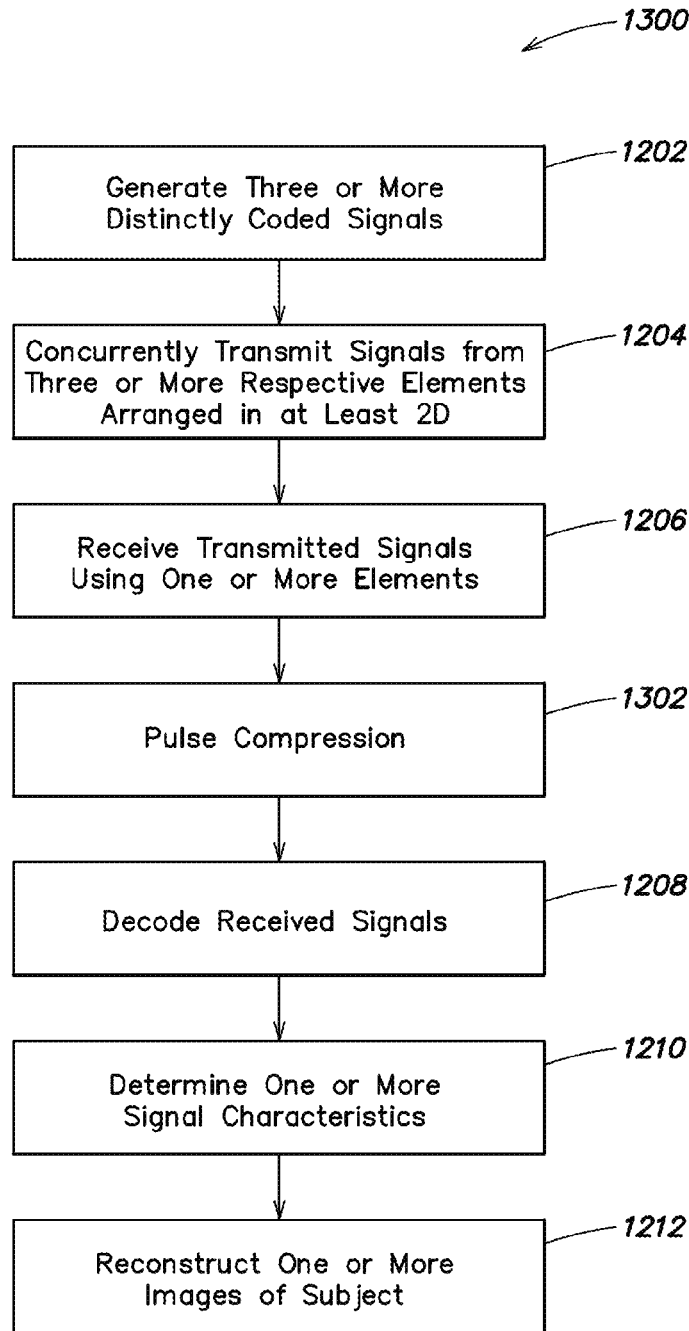 1300
1202
Generate Three or More
Distinctly Coded Signals
1204
Concurrently Transmit Signals from
Three or More Respective Elements
Arranged in at Least 2D
1206
Receive Transmitted Signals
Using One or More Elements
1302
Pulse Compression
1208
Decode Received Signals
1210
Determine One or More
Signal Characteristics
1212
Reconstruct One or More
Images of Subject